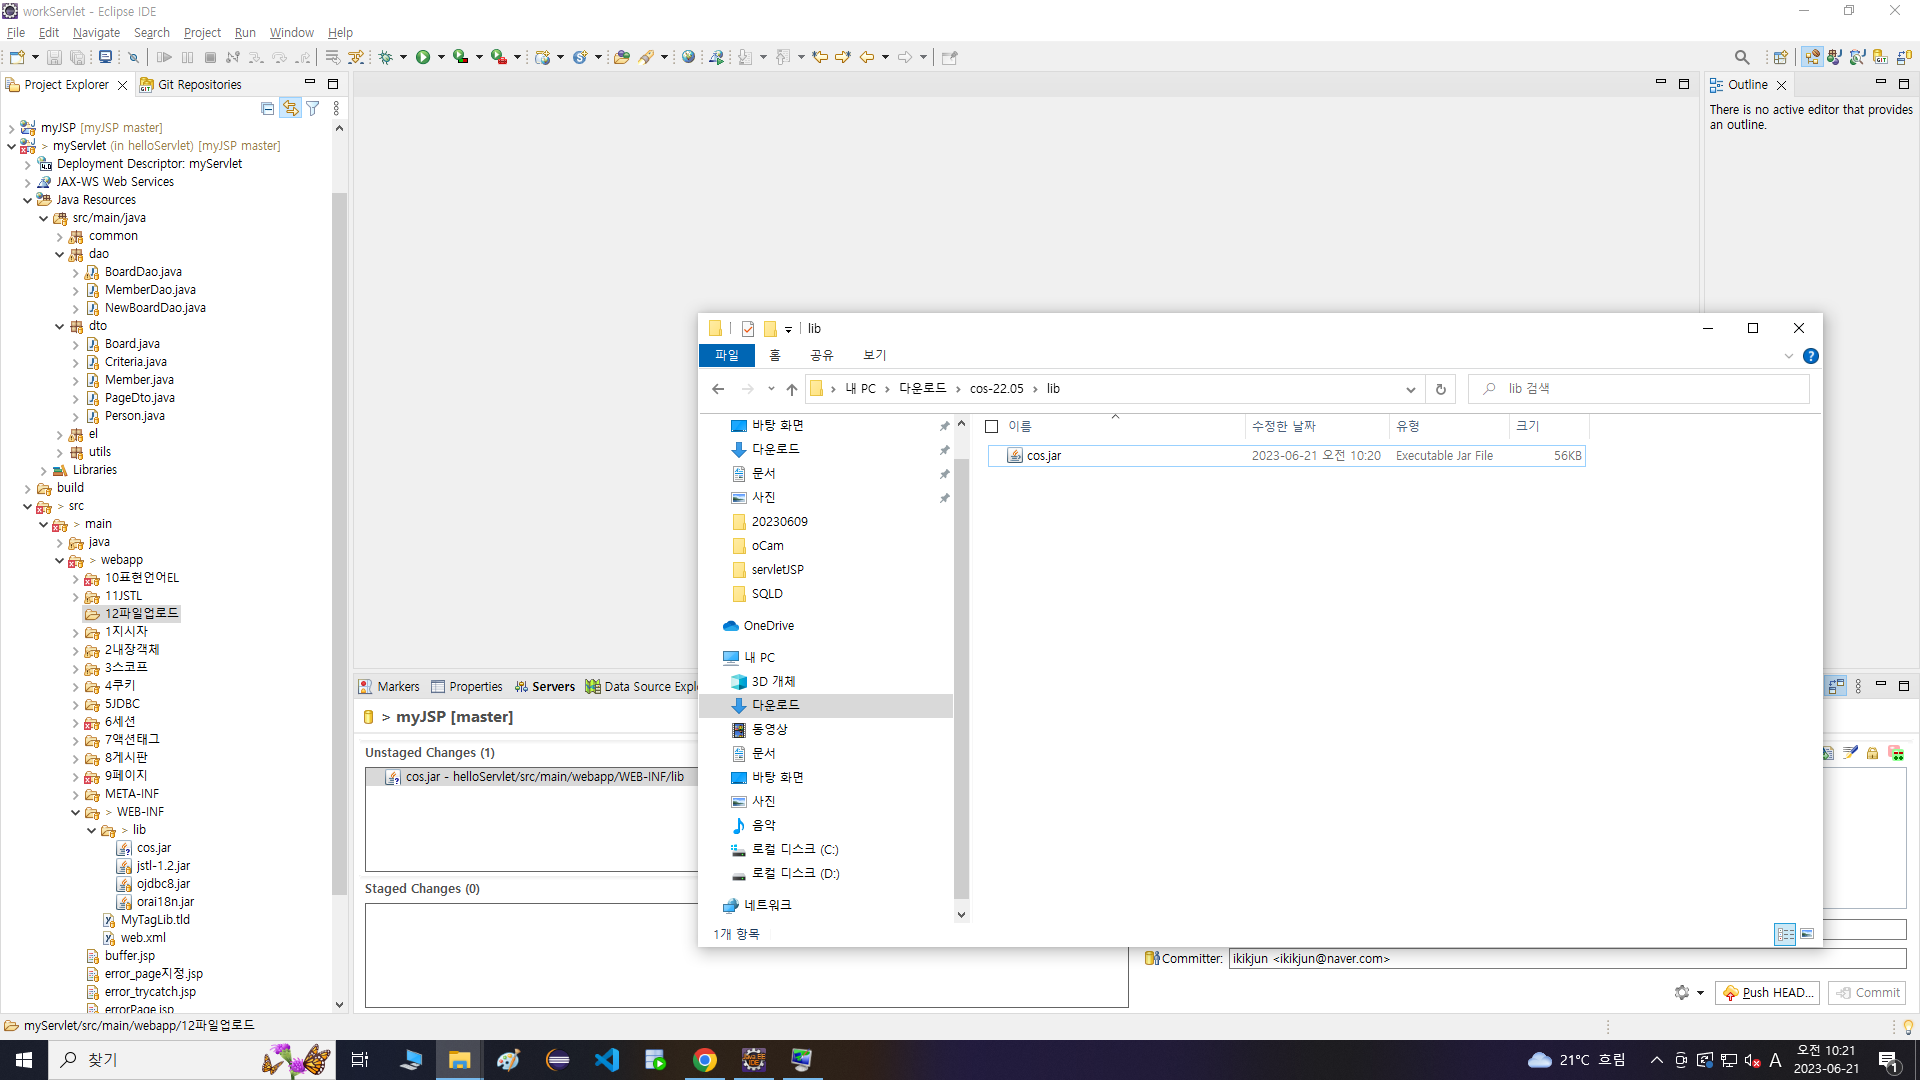 workServlet - Eclipse IDE
File Edit Navigate Search Project Run Window Help
Project Explorer
Git Repositories
myJSP [myJSP master]
> myServlet (in helloServlet) [myJSP master]
Deployment Descriptor: myServlet
JAX-WS Web Services
Java Resources
src/main/java
common
dao
BoardDao.java
MemberDao.java
NewBoardDao.java
dto
Board.java
Criteria.java
Member.java
PageDto.java
Person.java
el
utils
Libraries
build
> src
> main
java
> webapp
10표현언어EL
11JSTL
12파일업로드
1지시자
2내장객체
3스코프
4쿠키
5JDBC
6세션
7액션태그
8게시판
9페이지
META-INF
> WEB-INF
> lib
cos.jar
jstl-1.2.jar
ojdbc8.jar
orai18n.jar
MyTagLib.tld
web.xml
buffer.jsp
error_page지정.jsp
error_trycatch.jsp
errorPage.jsp
myServlet/src/main/webapp/12파일업로드
Outline
There is no active editor that provides
an outline.
Markers Properties Servers Data Source Explo
> myJSP [master]
Unstaged Changes (1)
cos.jar - helloServlet/src/main/webapp/WEB-INF/lib
Staged Changes (0)
Committer: ikikjun <ikikjun@naver.com>
Push HEAD... Commit
lib
파일 홈 공유 보기
내 PC > 다운로드 > cos-22.05 > lib
lib 검색
바탕 화면
다운로드
문서
사진
20230609
oCam
servletJSP
SQLD
OneDrive
내 PC
3D 개체
다운로드
동영상
문서
바탕 화면
사진
음악
로컬 디스크 (C:)
로컬 디스크 (D:)
네트워크
이름 수정한 날짜 유형 크기
cos.jar 2023-06-21 오전 10:20 Executable Jar File 56KB
1개 항목
찾기
21°C 흐림
A
오전 10:21
2023-06-21
1